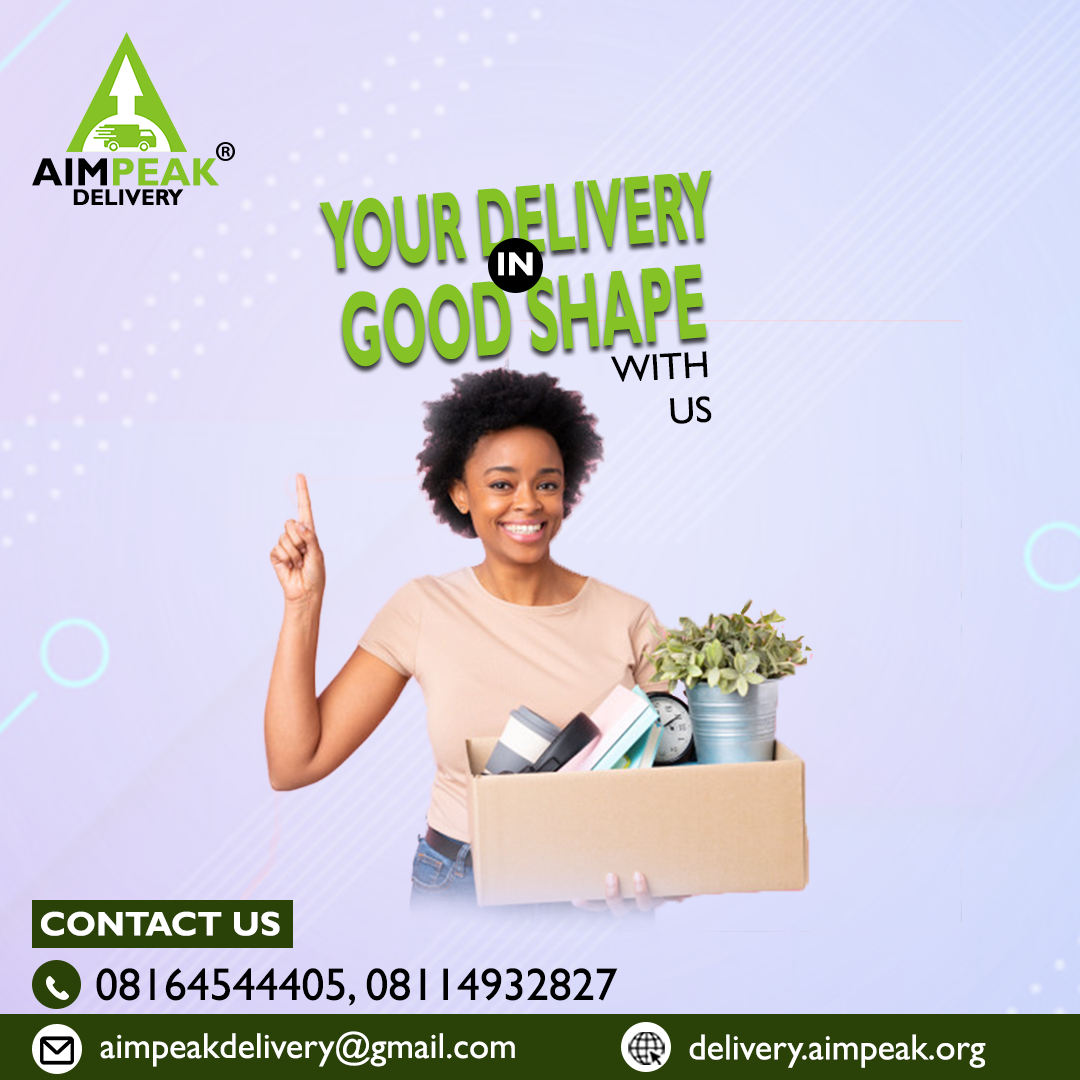 AIMPEAK®
DELIVERY
YOUR DELIVERY
IN
GOOD SHAPE
WITH
US
CONTACT US
08164544405, 08114932827
aimpeakdelivery@gmail.com
delivery.aimpeak.org